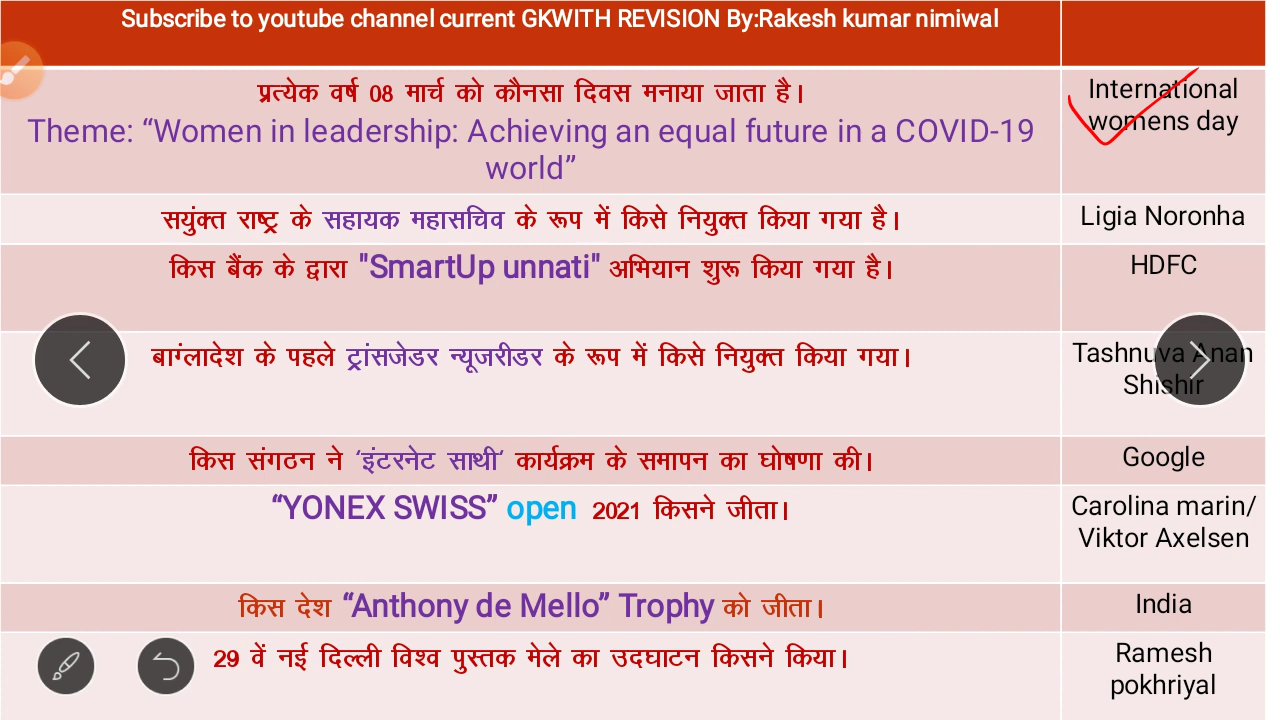 Subscribe to youtube channel current GKWITH REVISION By:Rakesh kumar nimiwal
प्रत्येक वर्ष 08 मार्च को कौनसा दिवस मनाया जाता है।
Theme: “Women in leadership: Achieving an equal future in a COVID-19
world”
International
womens day
सयुंक्त राष्ट्र के सहायक महासचिव के रूप में किसे नियुक्त किया गया है।
Ligia Noronha
किस बैंक के द्वारा "SmartUp unnati" अभियान शुरू किया गया है।
HDFC
बाग्ंलादेश के पहले ट्रांसजेडर न्यूजरीडर के रूप में किसे नियुक्त किया गया।
Tashnuva Anan
Shishir
किस संगठन ने ‘इंटरनेट साथी‘ कार्यक्रम के समापन का घोषणा की।
Google
“YONEX SWISS” open 2021 किसने जीता।
Carolina marin/
Viktor Axelsen
किस देश “Anthony de Mello” Trophy को जीता।
India
29 वें नई दिल्ली विश्व पुस्तक मेले का उदघाटन किसने किया।
Ramesh
pokhriyal